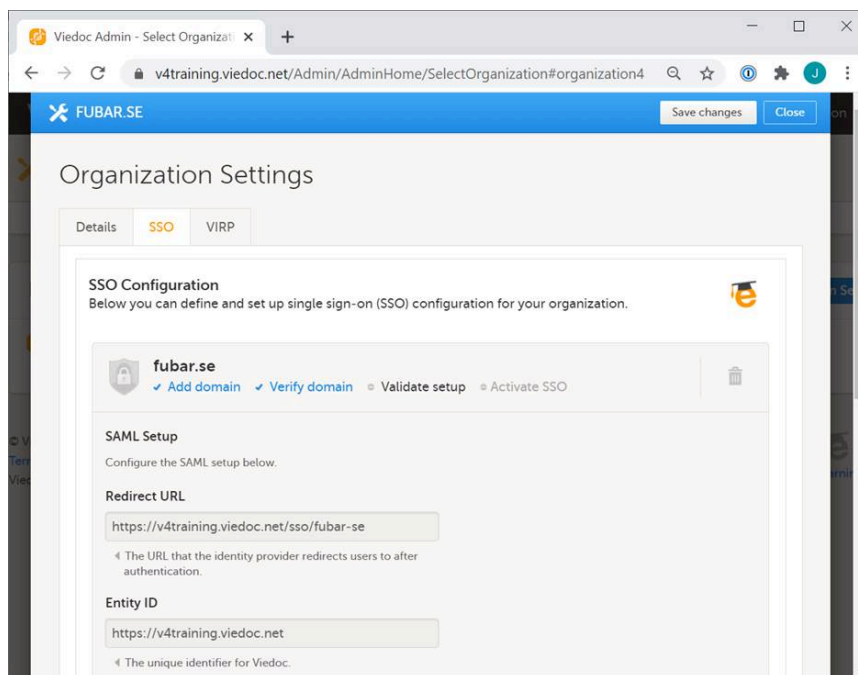 Viedoc Admin - Select Organizati
v4training.viedoc.net/Admin/AdminHome/SelectOrganization#organization4
J
FUBAR.SE
Save changes
Close
on
Organization Settings
Details
SSO
VIRP
SSO Configuration
Below you can define and set up single sign-on (SSO) configuration for your organization.
n Se
fubar.se
Add domain Verify domain Validate setup Activate SSO
SAML Setup
© V
Configure the SAML setup below.
Terr
Vied
Redirect URL
https://v4training.viedoc.net/sso/fubar-se
The URL that the identity provider redirects users to after
authentication.
Entity ID
https://v4training.viedoc.net
The unique identifier for Viedoc.